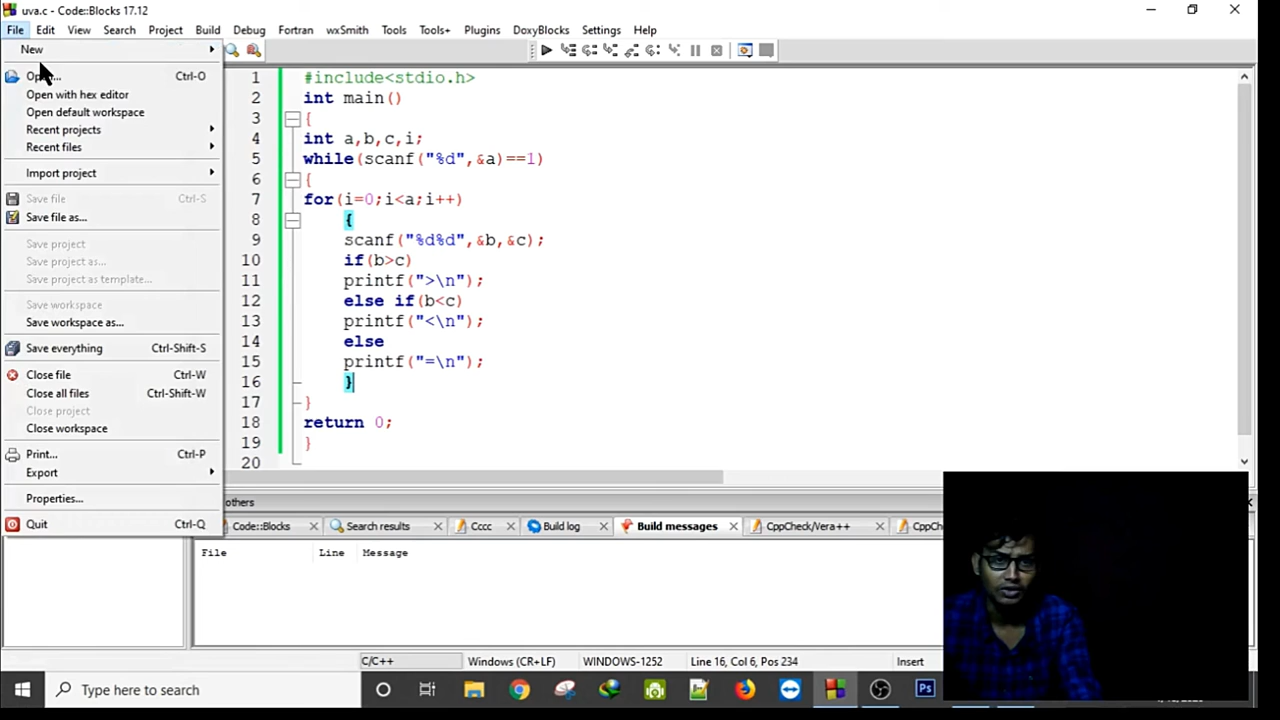 uva.c - Code::Blocks 17.12
File Edit View Search Project Build Debug Fortran wxSmith Tools Tools+ Plugins DoxyBlocks Settings Help
New
Open... Ctrl-O
Open with hex editor
Open default workspace
Recent projects
Recent files
Import project
Save file Ctrl-S
Save file as...
Save project
Save project as...
Save project as template...
Save workspace
Save workspace as...
Save everything Ctrl-Shift-S
Close file Ctrl-W
Close all files Ctrl-Shift-W
Close project
Close workspace
Print... Ctrl-P
Export
Properties...
Quit Ctrl-Q
1 #include<stdio.h>
2 int main()
3 {
4 int a,b,c,i;
5 while(scanf("%d",&a)==1)
6 {
7 for(i=0;i<a;i++)
8 {
9 scanf("%d%d",&b,&c);
10 if(b>c)
11 printf(">\n");
12 else if(b<c)
13 printf("<\n");
14 else
15 printf("=\n");
16 }
17 }
18 return 0;
19 }
20
others
Code::Blocks Search results Cccc Build log Build messages CppCheck/Vera++
File Line Message
C/C++ Windows (CR+LF) WINDOWS-1252 Line 16, Col 6, Pos 234 Insert
Type here to search
Ps